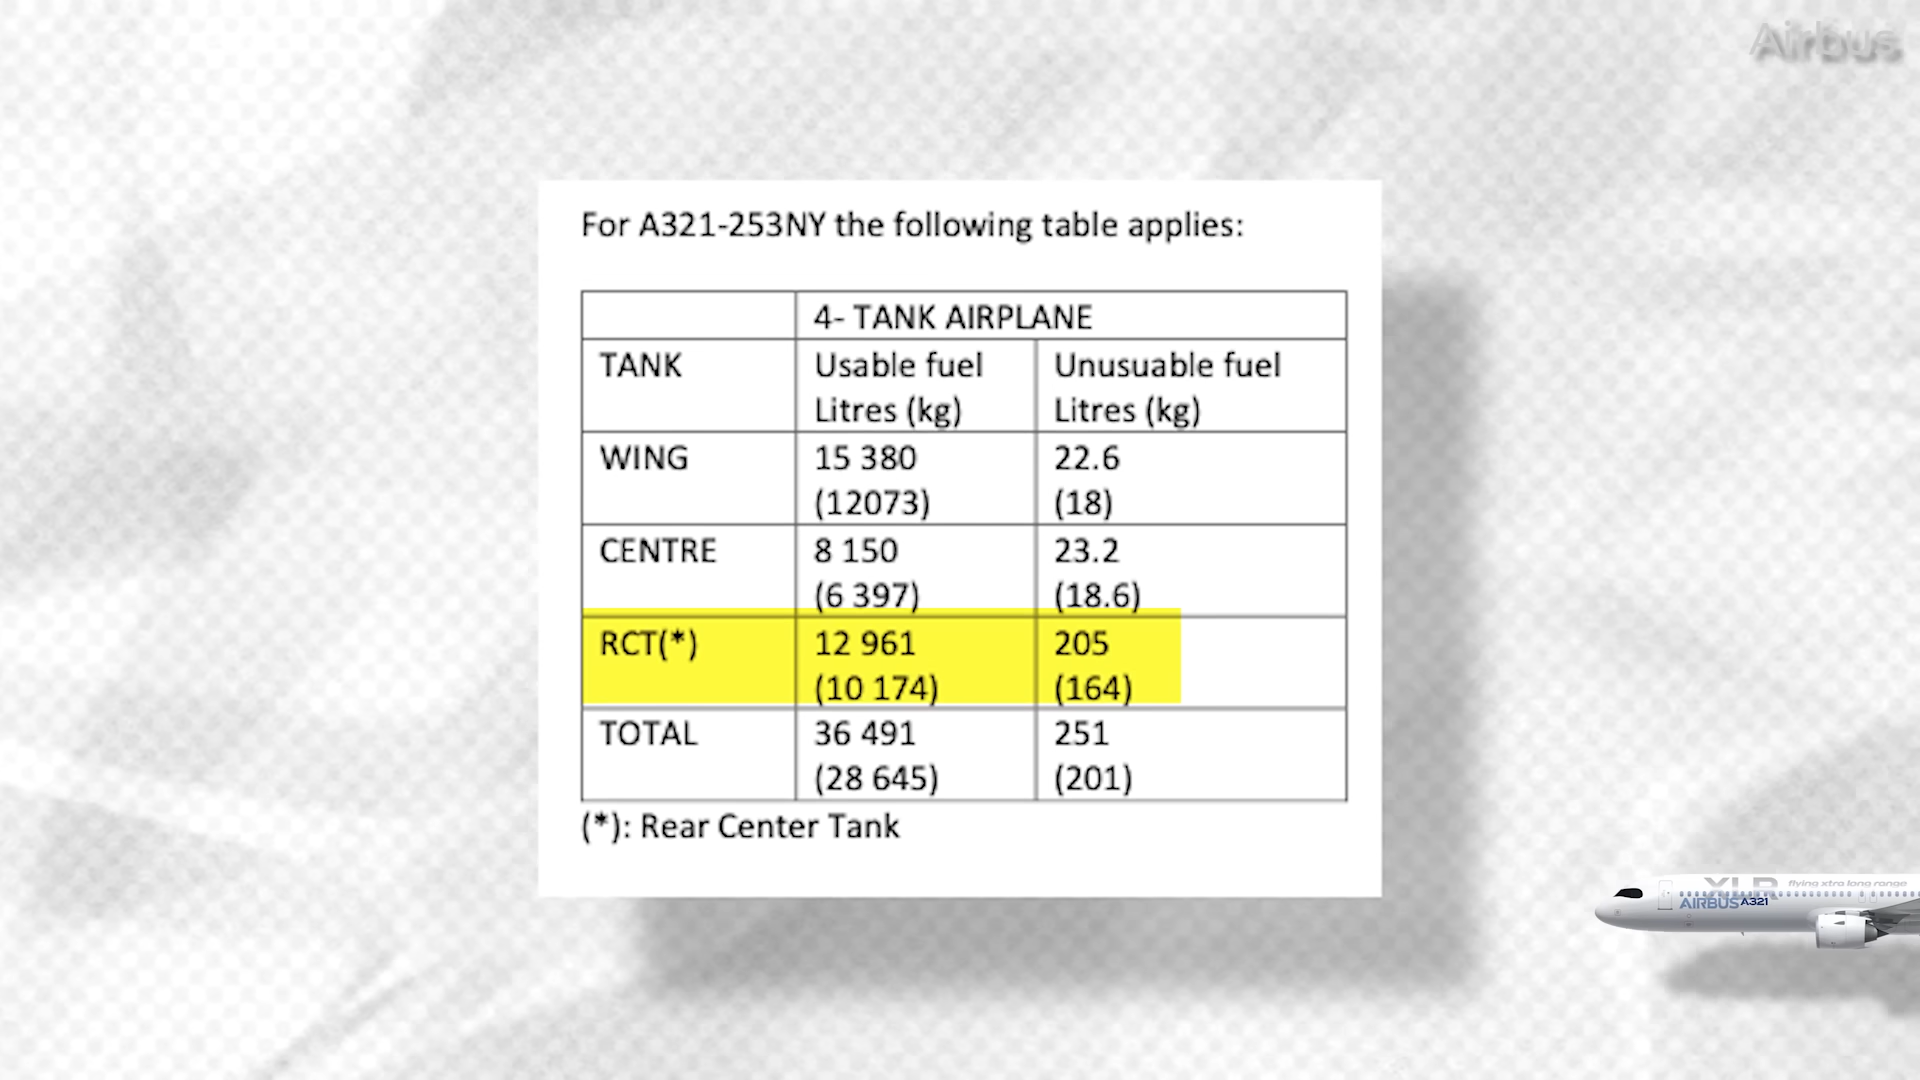 Airbus
For A321-253NY the following table applies:
4- TANK AIRPLANE
TANK
Usable fuel
Litres (kg)
Unusuable fuel
Litres (kg)
WING
15 380
(12073)
22.6
(18)
CENTRE
8 150
(6 397)
23.2
(18.6)
RCT(*)
12 961
(10 174)
205
(164)
TOTAL
36 491
(28 645)
251
(201)
(*): Rear Center Tank
XLR flying xtra long range
AIRBUS A321